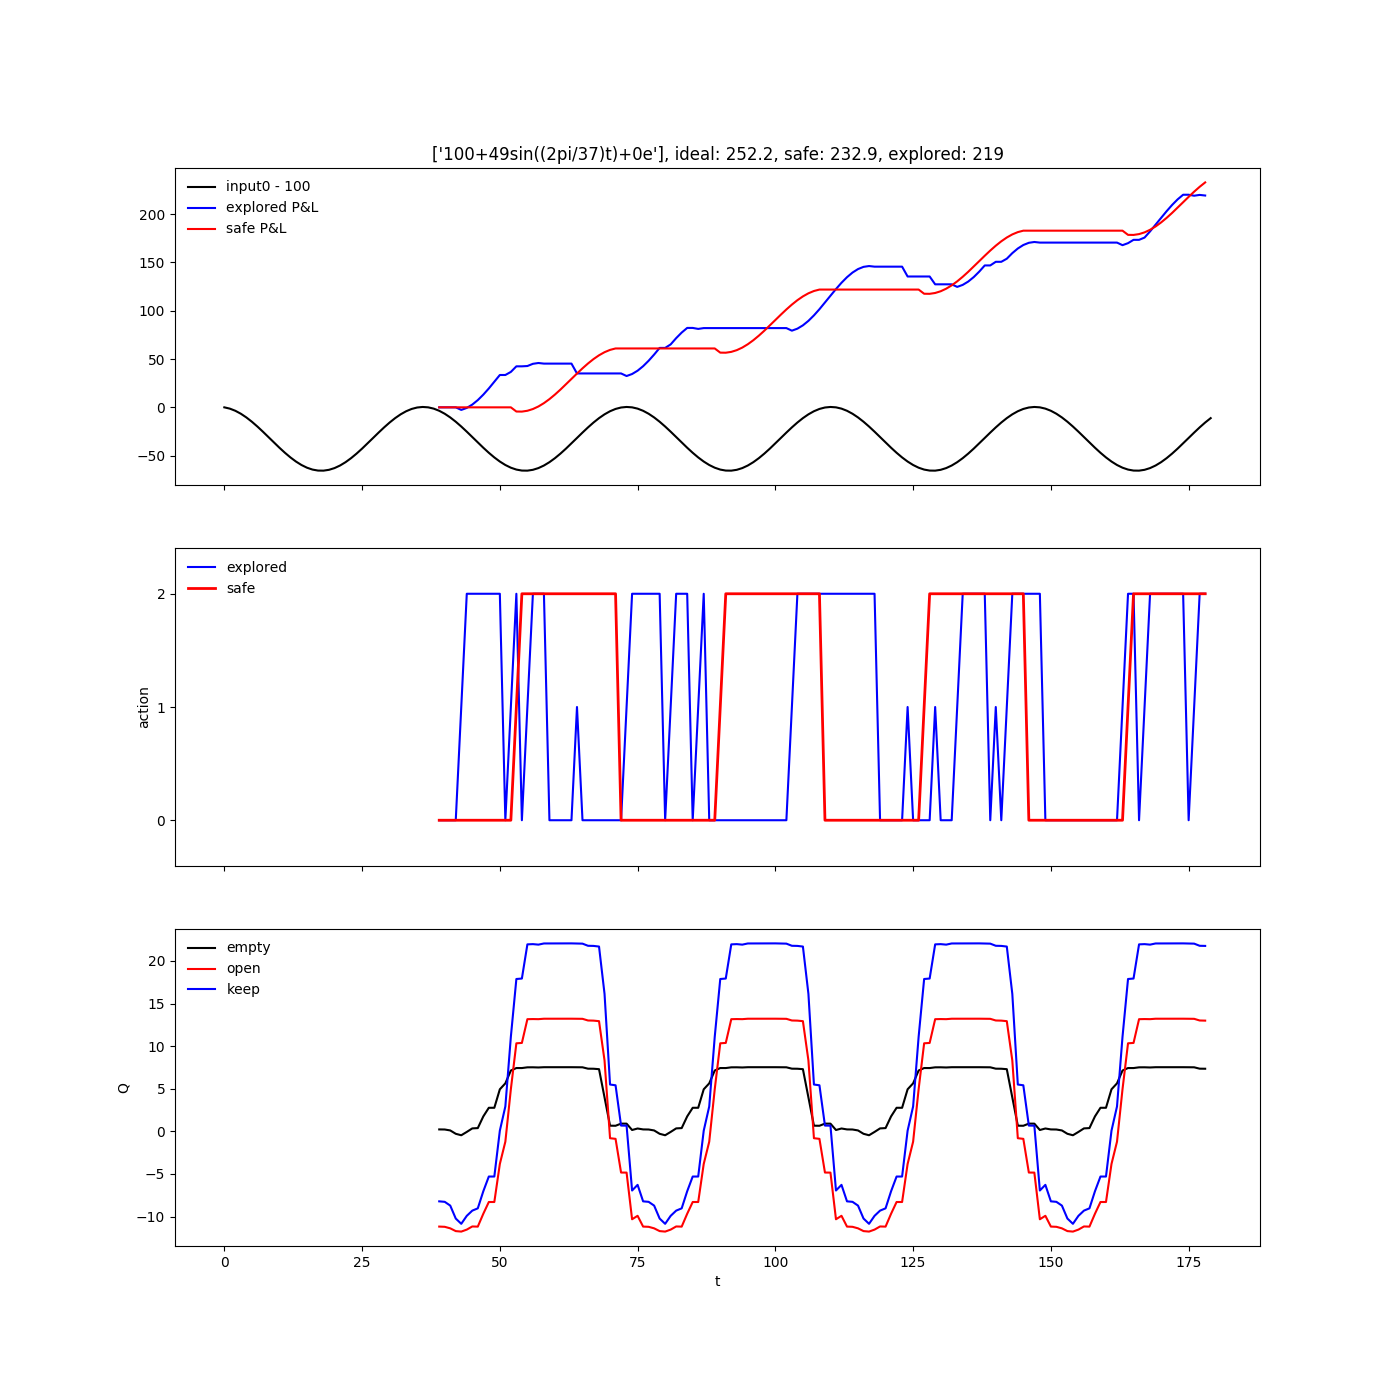 ['100+49sin((2pi/37)t)+0e'], ideal: 252.2, safe: 232.9, explored: 219
input0 - 100
explored P&L
safe P&L
200
150
100
50
0
−50
explored
safe
2
1
0
action
empty
open
keep
20
15
10
5
0
−5
−10
Q
0 25 50 75 100 125 150 175
t